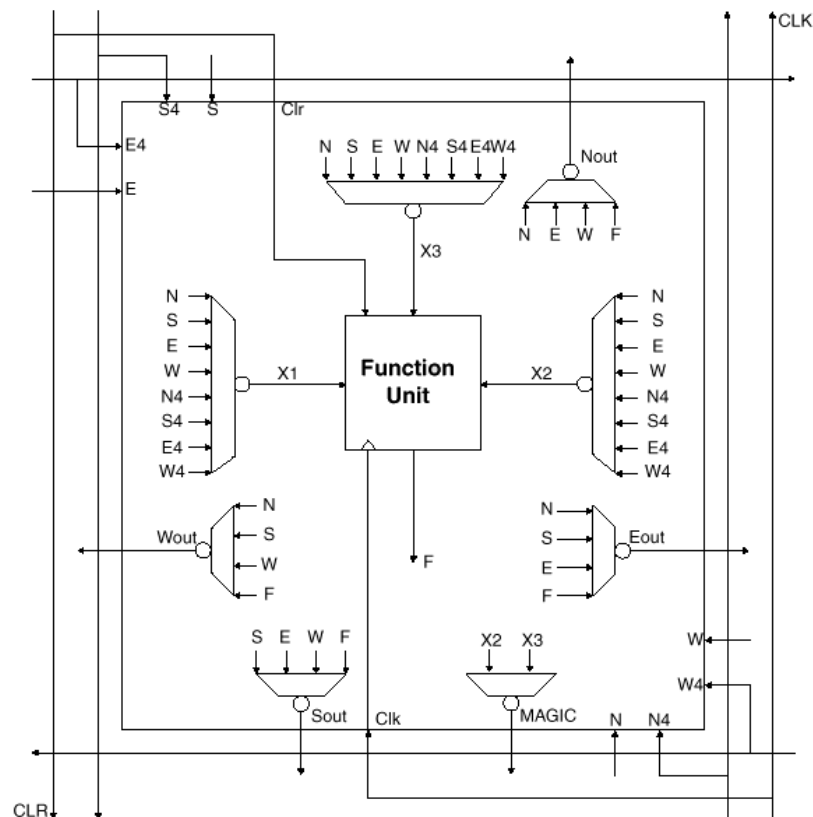 CLK
S4 S Clr
E4
E
N S E W N4 S4 E4 W4
Nout
N E W F
X3
N
S
E
W
N4
S4
E4
W4
X1
Function
Unit
X2
N
S
E
W
N4
S4
E4
W4
F
Wout
N
S
W
F
N
S
E
F
Eout
S E W F
Sout
Clk
X2 X3
MAGIC
W
W4
N N4
CLR